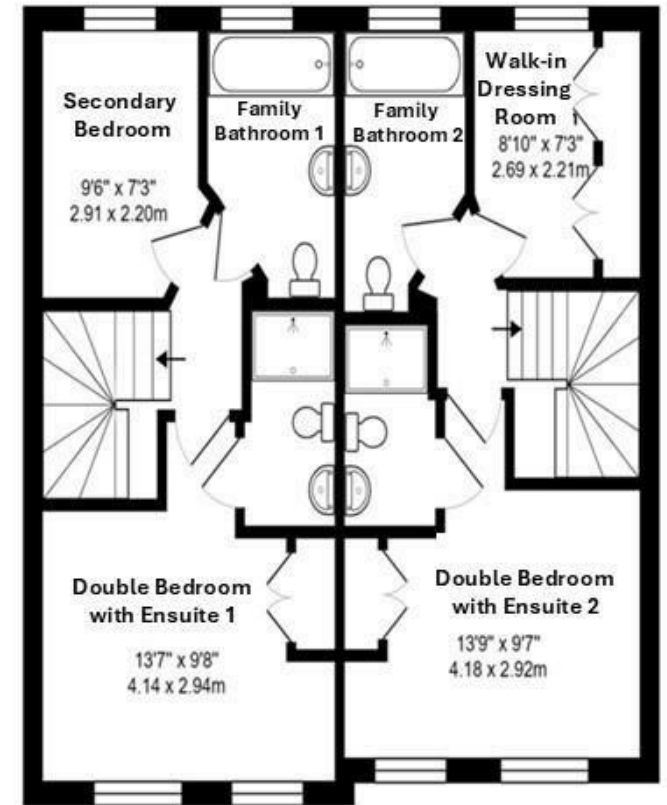 Secondary
Bedroom
9'6" x 7'3"
2.91 x 2.20m
Family
Bathroom 1
Family
Bathroom 2
Walk-in
Dressing
Room 1
8'10" x 7'3"
2.69 x 2.21m
Double Bedroom
with Ensuite 1
13'7" x 9'8"
4.14 x 2.94m
Double Bedroom
with Ensuite 2
13'9" x 9'7"
4.18 x 2.92m